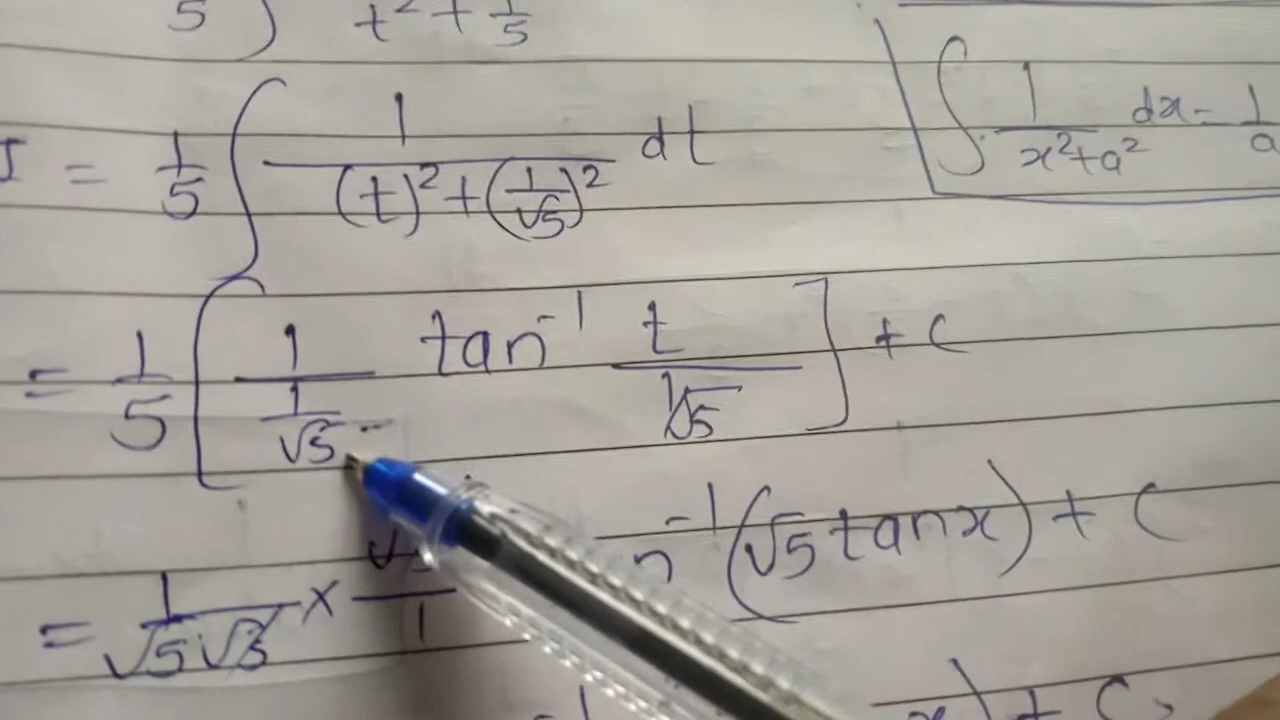 5 ) t² + 1/5
∫ 1/(x²+a²) dx = 1/a
I = 1/5 ∫ 1/((t)² + (1/√5)²) dt
= 1/5 [ 1/(1/√5) tan⁻¹ t/(1/√5) ] + C
= 1/(√5√5) × √5/1 n⁻¹ (√5 tanx) + C
x) + C